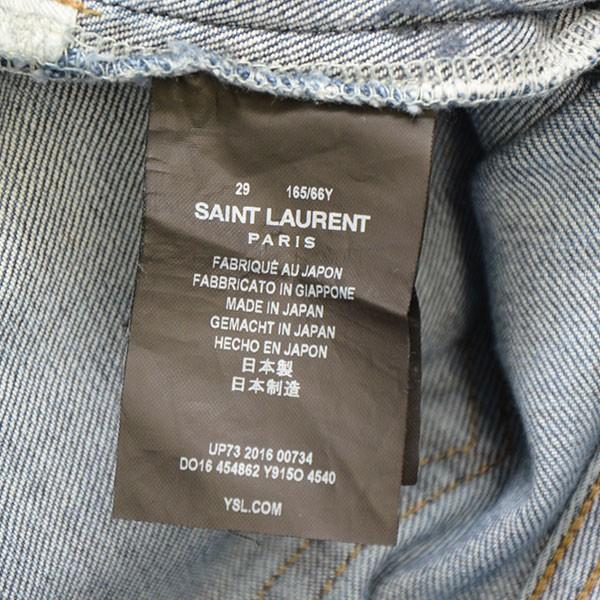 29 165/66Y
SAINT LAURENT
PARIS
FABRIQUÉ AU JAPON
FABBRICATO IN GIAPPONE
MADE IN JAPAN
GEMACHT IN JAPAN
HECHO EN JAPON
日本製
日本制造
UP73 2016 00734
DO16 454862 Y915O 4540
YSL.COM